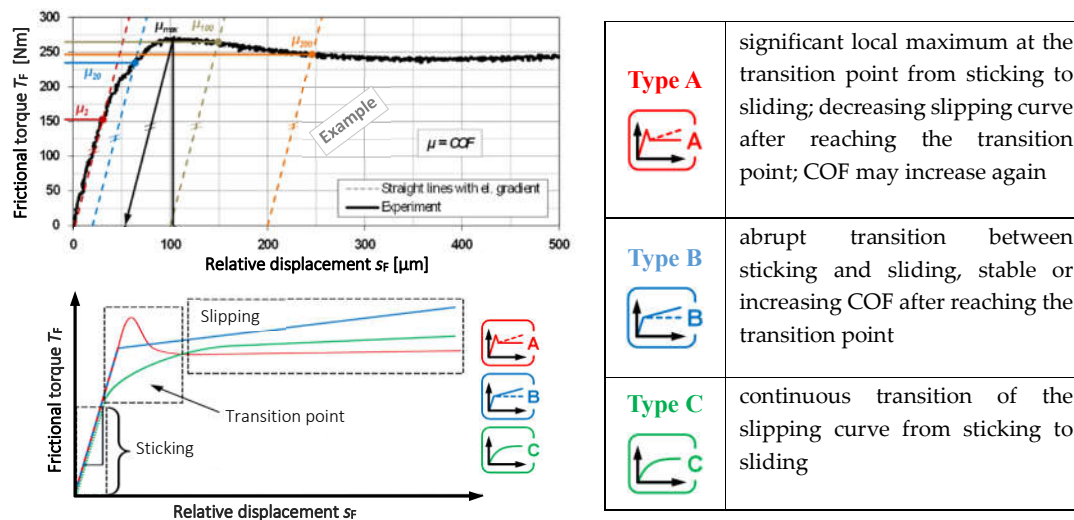 300
250
200
150
100
50
0
Frictional torque TF [Nm]
μ2
μ20
μmax
μ100
μ200
Example
μ = COF
Straight lines with el. gradient
Experiment
0
100
200
300
400
500
Relative displacement sF [μm]
Frictional torque TF
Slipping
Transition point
Sticking
A
B
C
Relative displacement sF
Type A
A
significant local maximum at the
transition point from sticking to
sliding; decreasing slipping curve
after reaching the transition
point; COF may increase again
Type B
B
abrupt transition between
sticking and sliding, stable or
increasing COF after reaching the
transition point
Type C
C
continuous transition of the
slipping curve from sticking to
sliding